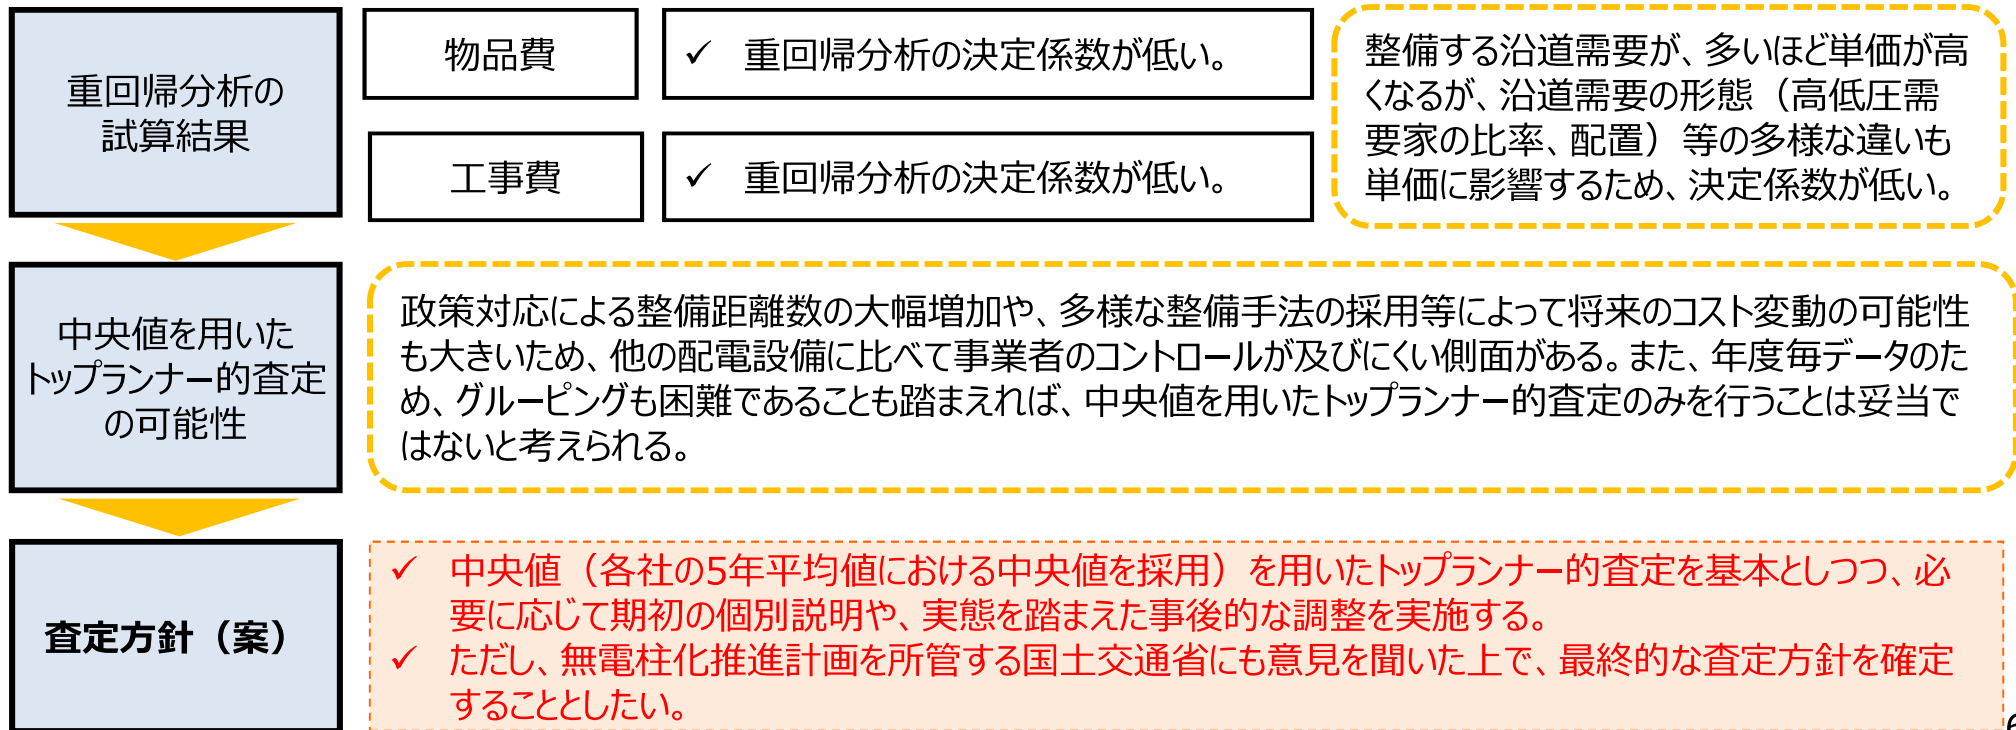 重回帰分析の
試算結果
物品費
✓ 重回帰分析の決定係数が低い。
工事費
✓ 重回帰分析の決定係数が低い。
整備する沿道需要が、多いほど単価が高
くなるが、沿道需要の形態（高低圧需
要家の比率、配置）等の多様な違いも
単価に影響するため、決定係数が低い。
中央値を用いた
トップランナー的査定
の可能性
政策対応による整備距離数の大幅増加や、多様な整備手法の採用等によって将来のコスト変動の可能性
も大きいため、他の配電設備に比べて事業者のコントロールが及びにくい側面がある。また、年度毎データのた
め、グルーピングも困難であることも踏まえれば、中央値を用いたトップランナー的査定のみを行うことは妥当で
はないと考えられる。
査定方針（案）
✓ 中央値（各社の5年平均値における中央値を採用）を用いたトップランナー的査定を基本としつつ、必
要に応じて期初の個別説明や、実態を踏まえた事後的な調整を実施する。
✓ ただし、無電柱化推進計画を所管する国土交通省にも意見を聞いた上で、最終的な査定方針を確定
することとしたい。